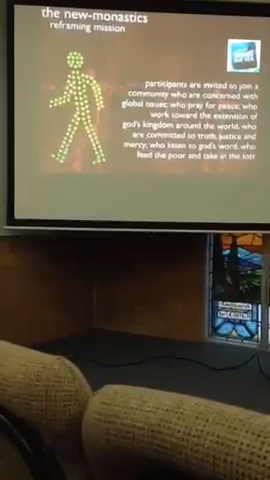 the new-monastics
reframing mission
participants are invited to join a
community who are concerned with
global issues; who pray for peace; who
work toward the extension of
god's kingdom around the world, who
are committed to truth, justice and
mercy; who listen to god's word, who
feed the poor and take in the lost